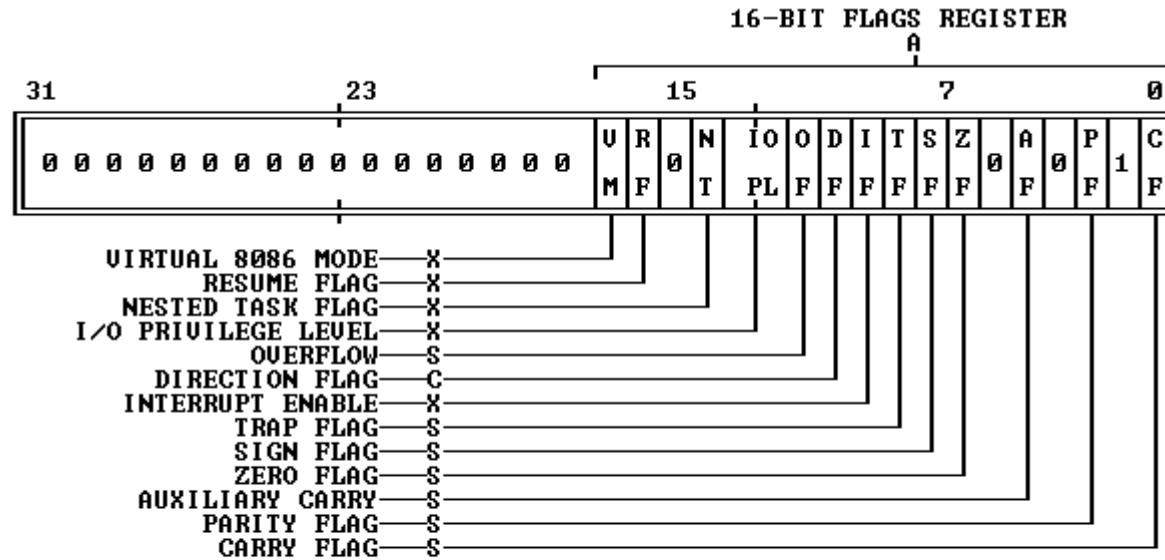 16-BIT FLAGS REGISTER
A
31 23 15 7 0
V R N IO O D I T S Z A P C
0 0 0 0 0 0 0 0 0 0 0 0 0 0 0 0 0 0 0 0 1
M F T PL F F F F F F F F F
VIRTUAL 8086 MODE X
RESUME FLAG X
NESTED TASK FLAG X
I/O PRIVILEGE LEVEL X
OVERFLOW S
DIRECTION FLAG C
INTERRUPT ENABLE X
TRAP FLAG S
SIGN FLAG S
ZERO FLAG S
AUXILIARY CARRY S
PARITY FLAG S
CARRY FLAG S